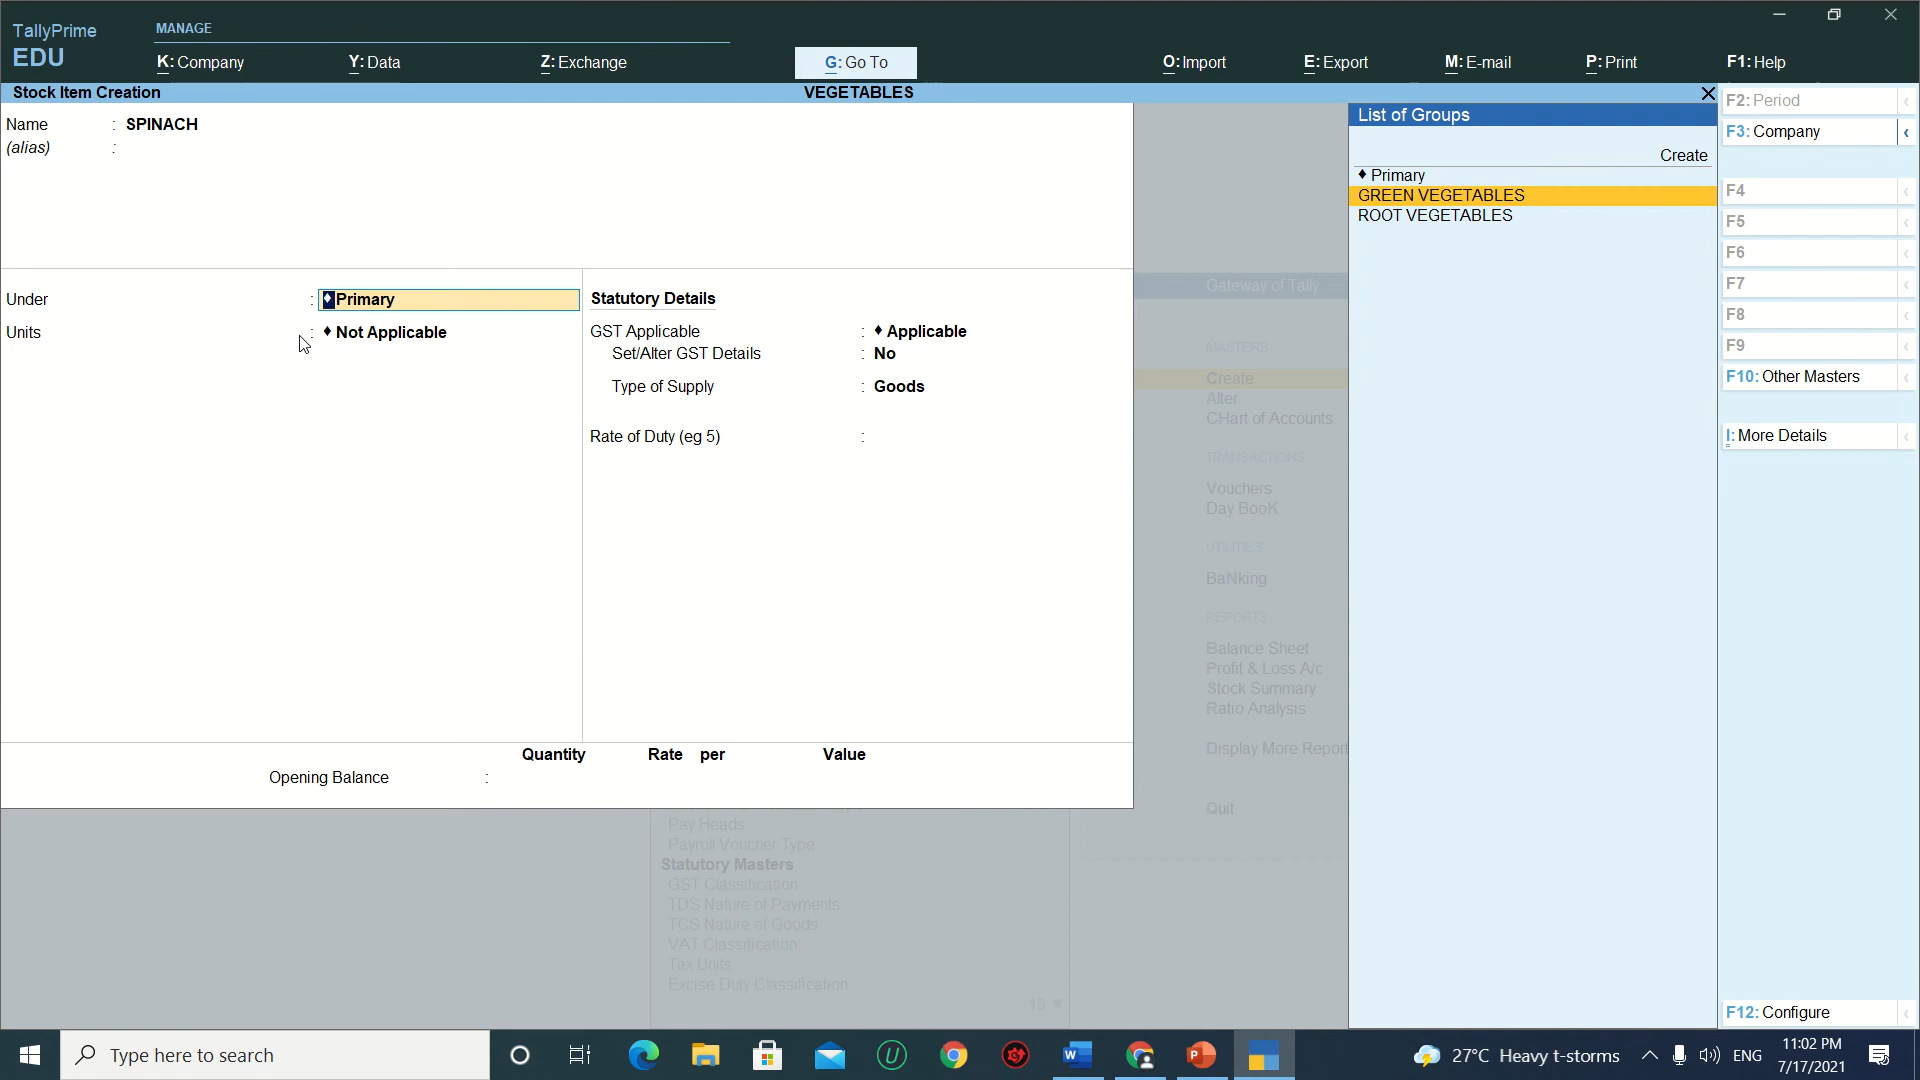 TallyPrime
EDU
MANAGE
K: Company
Y: Data
Z: Exchange
G: Go To
O: Import
E: Export
M: E-mail
P: Print
F1: Help
Stock Item Creation
VEGETABLES
Name : SPINACH
(alias) :
Under : ♦ Primary
Units : ♦ Not Applicable
Statutory Details
GST Applicable : ♦ Applicable
Set/Alter GST Details : No
Type of Supply : Goods
Rate of Duty (eg 5) :
Quantity Rate per Value
Opening Balance :
Gateway of Tally
MASTERS
Create
Alter
CHart of Accounts
TRANSACTIONS
Vouchers
Day BooK
UTILITIES
BaNking
REPORTS
Balance Sheet
Profit & Loss A/c
Stock Summary
Ratio Analysis
Display More Report
Quit
Pay Heads
Payroll Voucher Type
Statutory Masters
GST Classification
TDS Nature of Payments
TCS Nature of Goods
VAT Classification
Tax Units
Excise Duty Classification
List of Groups
Create
♦ Primary
GREEN VEGETABLES
ROOT VEGETABLES
F2: Period
F3: Company
F4
F5
F6
F7
F8
F9
F10: Other Masters
I: More Details
F12: Configure
Type here to search
27°C Heavy t-storms
ENG
11:02 PM
7/17/2021